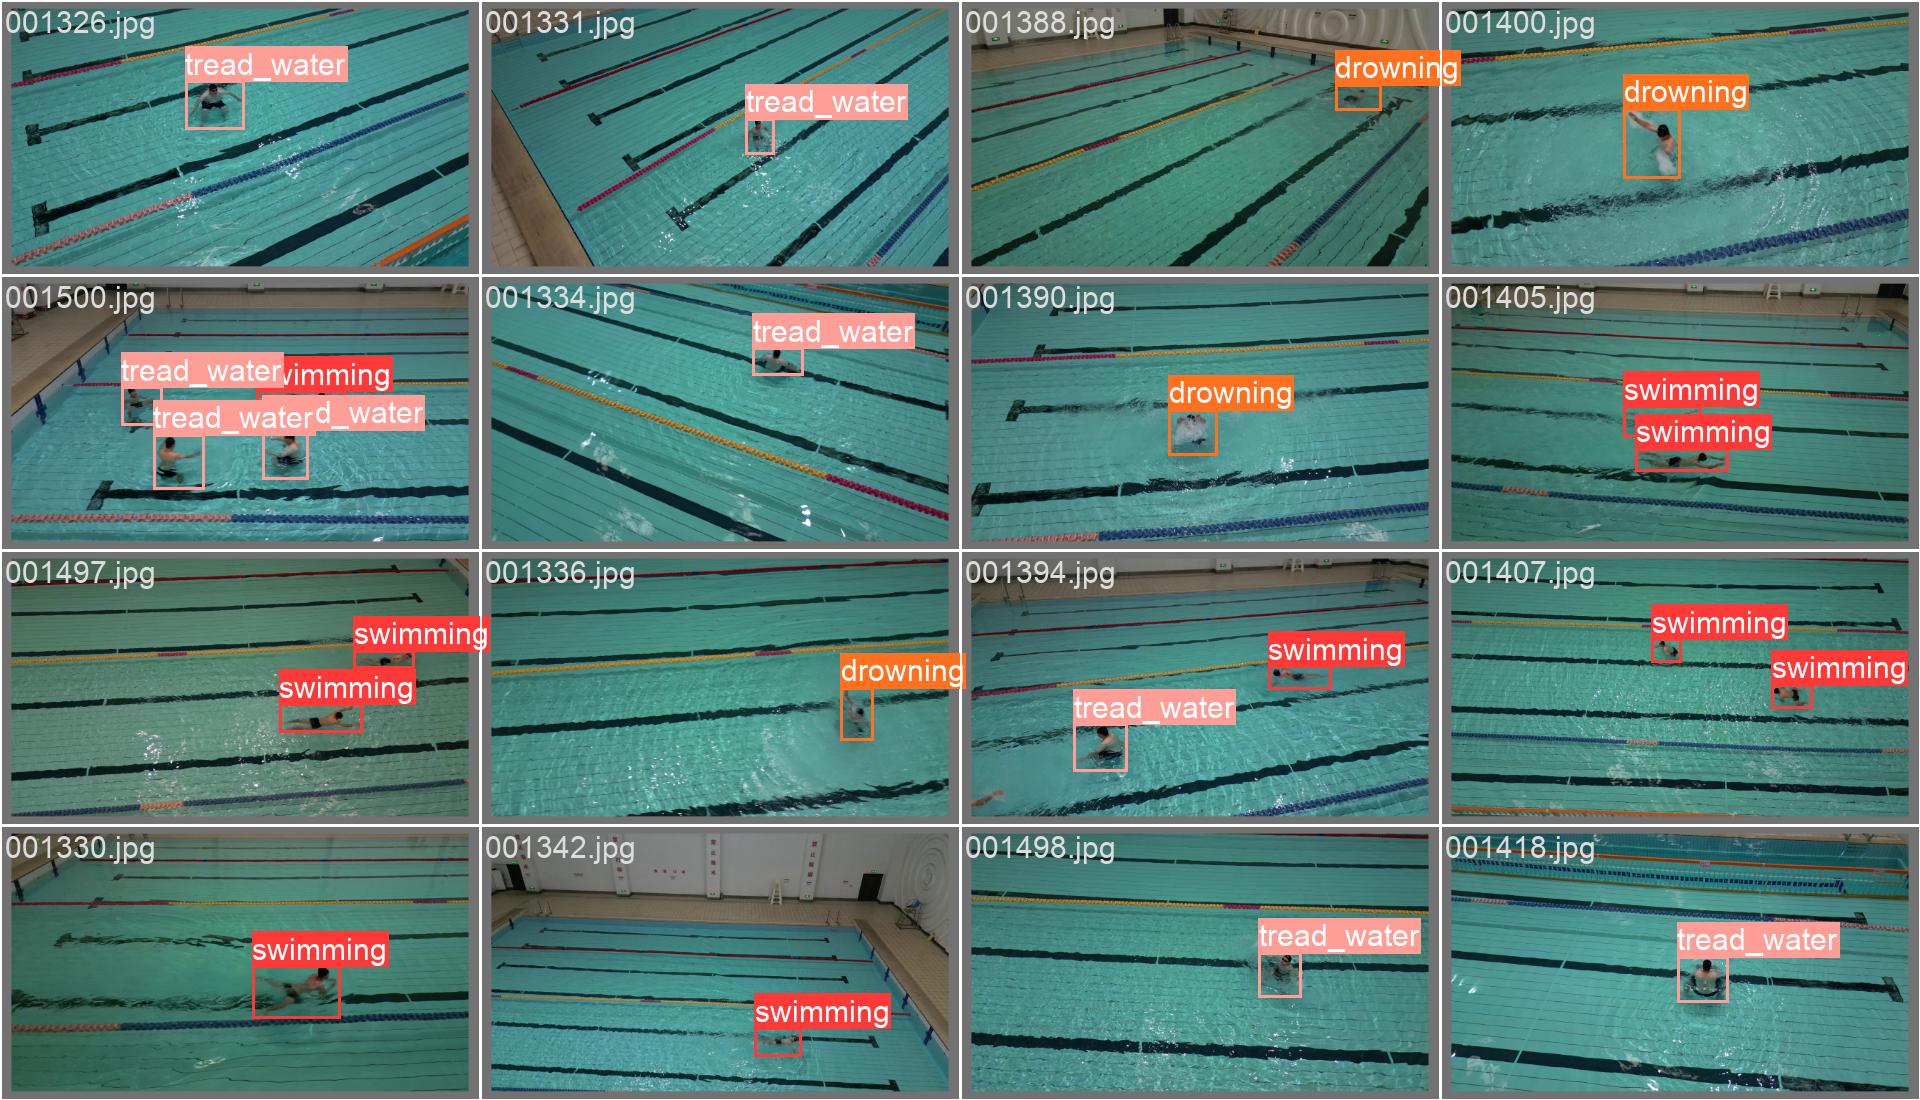 001326.jpg
tread_water
001331.jpg
tread_water
001388.jpg
drowning
001400.jpg
drowning
001500.jpg
tread_water
wimming
tread_water
d_water
001334.jpg
tread_water
001390.jpg
drowning
001405.jpg
swimming
swimming
001497.jpg
swimming
swimming
001336.jpg
drowning
001394.jpg
swimming
tread_water
001407.jpg
swimming
swimming
001330.jpg
swimming
001342.jpg
swimming
001498.jpg
tread_water
001418.jpg
tread_water